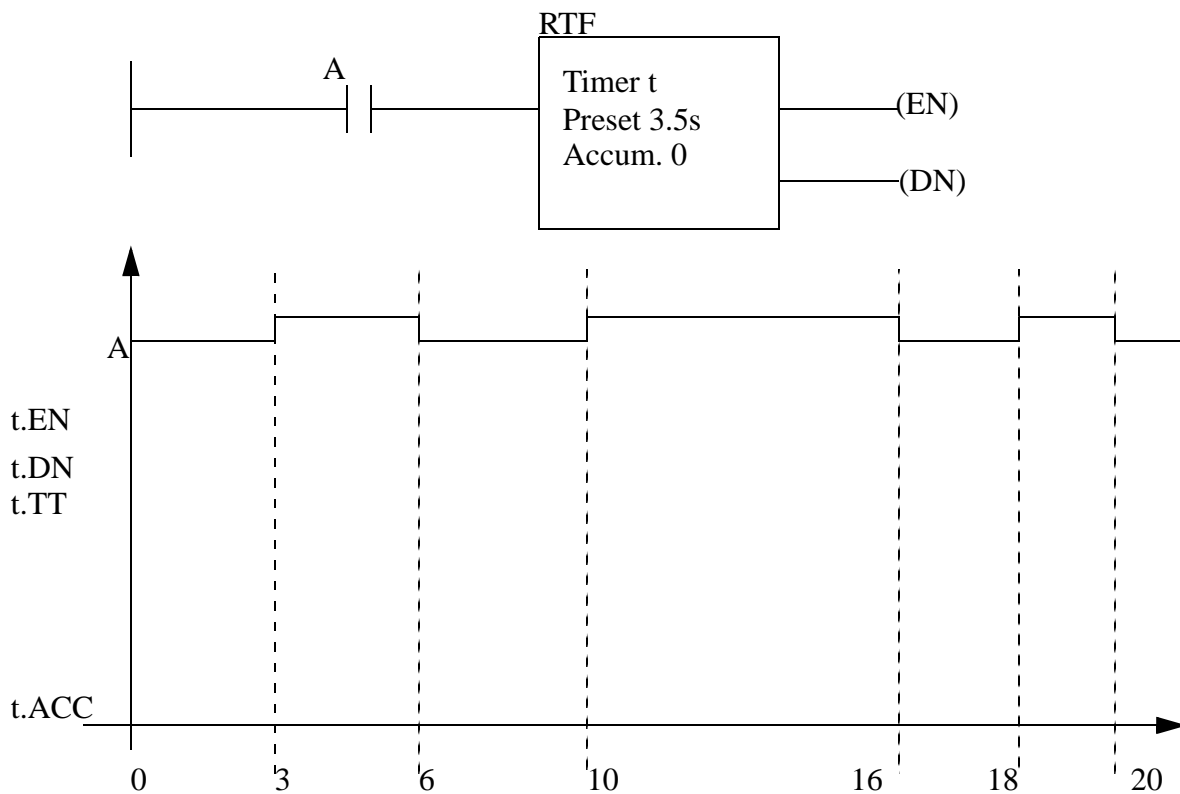 RTF
A
Timer t
Preset 3.5s
Accum. 0
(EN)
(DN)
A
t.EN
t.DN
t.TT
t.ACC
0 3 6 10 16 18 20